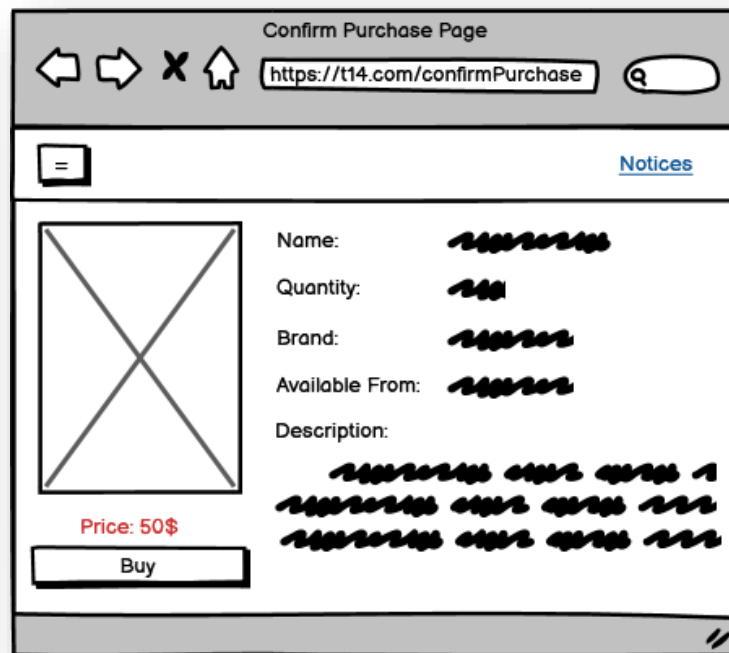 Confirm Purchase Page
https://t14.com/confirmPurchase
=
Notices
Name:
Quantity:
Brand:
Available From:
Description:
Price: 50$
Buy